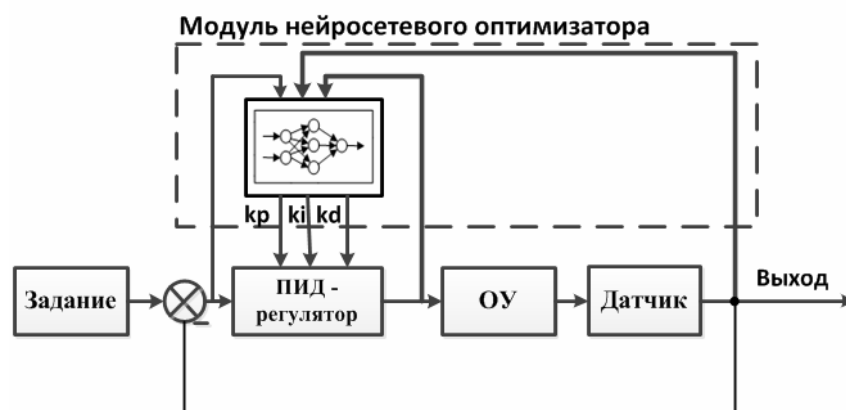 Модуль нейросетевого оптимизатора
kp ki kd
Задание
ПИД -
регулятор
ОУ
Датчик
Выход